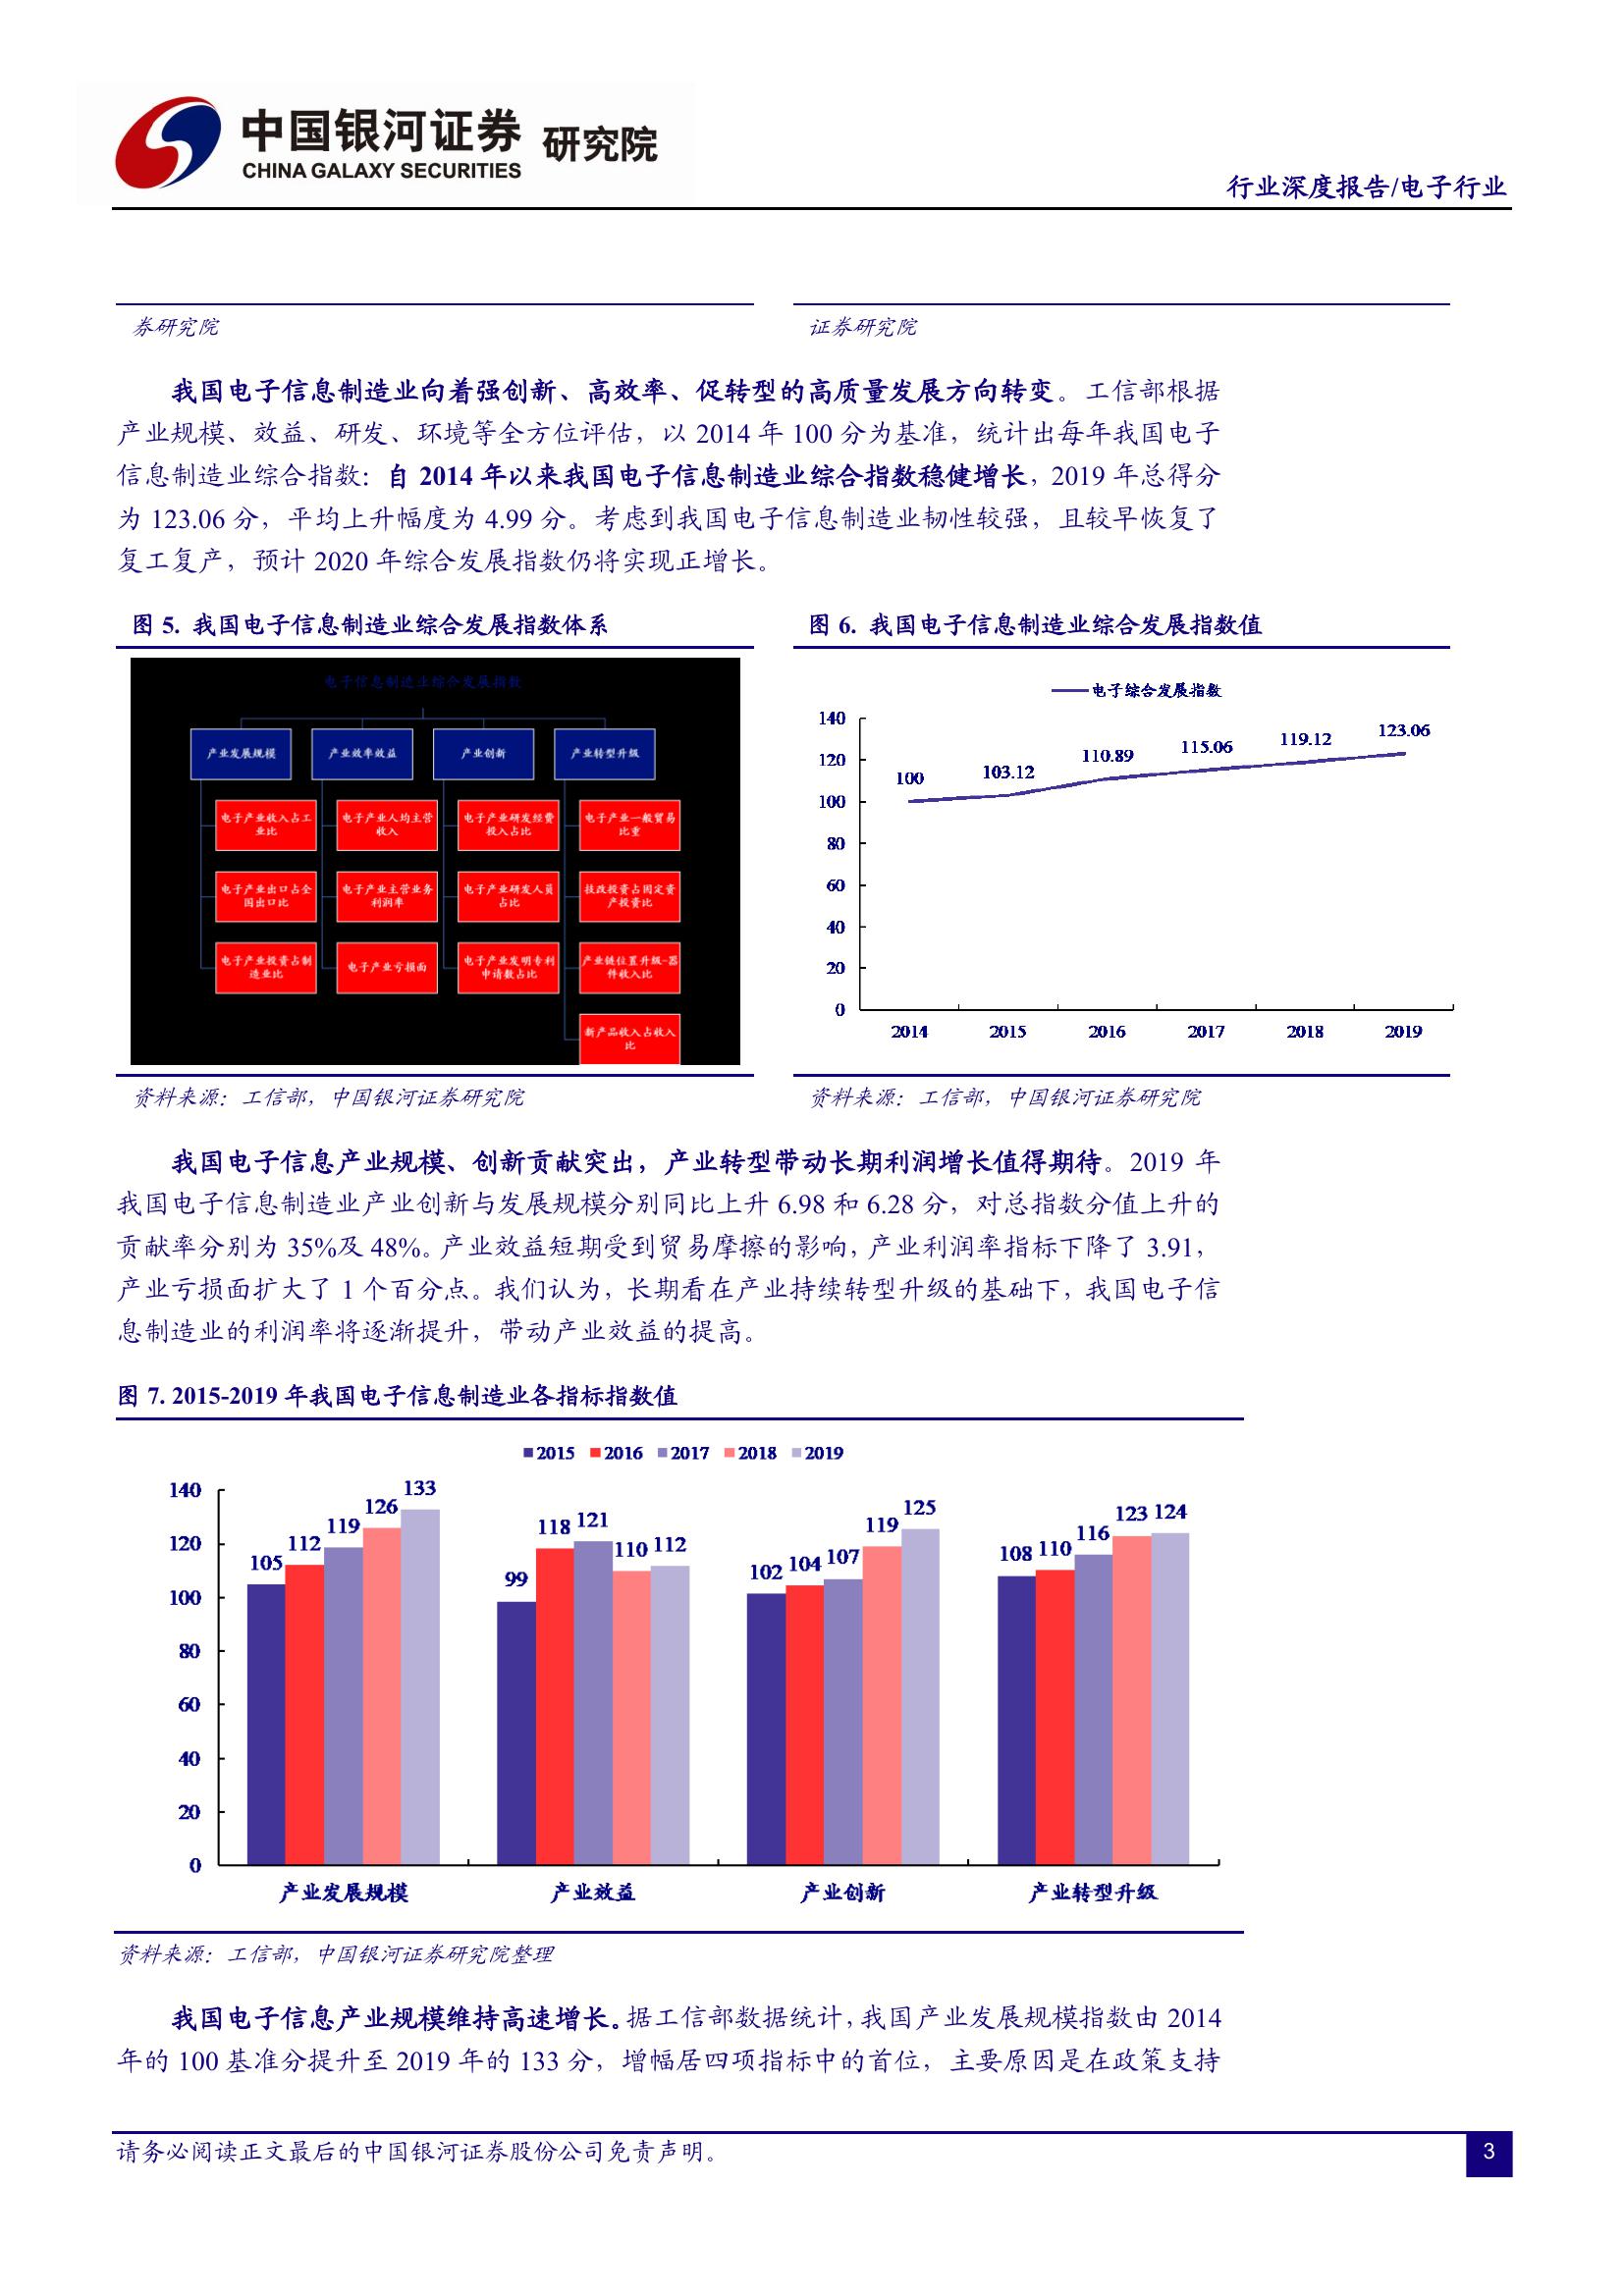 中国银河证券 研究院
CHINA GALAXY SECURITIES
行业深度报告/电子行业
券研究院
证券研究院
我国电子信息制造业向着强创新、高效率、促转型的高质量发展方向转变。工信部根据
产业规模、效益、研发、环境等全方位评估，以 2014 年 100 分为基准，统计出每年我国电子
信息制造业综合指数：自 2014 年以来我国电子信息制造业综合指数稳健增长，2019 年总得分
为 123.06 分，平均上升幅度为 4.99 分。考虑到我国电子信息制造业韧性较强，且较早恢复了
复工复产，预计 2020 年综合发展指数仍将实现正增长。
图 5. 我国电子信息制造业综合发展指数体系
电子信息制造业综合发展指数
产业发展规模 产业效率效益 产业创新 产业转型升级
电子产业收入占工
业比
电子产业人均主营
收入
电子产业研发经费
投入占比
电子产业一般贸易
比重
电子产业出口占全
国出口比
电子产业主营业务
利润率
电子产业研发人员
占比
技改投资占固定资
产投资比
电子产业投资占制
造业比
电子产业亏损面
电子产业发明专利
申请数占比
产业链位置升级-器
件收入比
新产品收入占收入
比
资料来源：工信部，中国银河证券研究院
图 6. 我国电子信息制造业综合发展指数值
电子综合发展指数
140
120
100
80
60
40
20
0
100 103.12 110.89 115.06 119.12 123.06
2014 2015 2016 2017 2018 2019
资料来源：工信部，中国银河证券研究院
我国电子信息产业规模、创新贡献突出，产业转型带动长期利润增长值得期待。2019 年
我国电子信息制造业产业创新与发展规模分别同比上升 6.98 和 6.28 分，对总指数分值上升的
贡献率分别为 35%及 48%。产业效益短期受到贸易摩擦的影响，产业利润率指标下降了 3.91，
产业亏损面扩大了 1 个百分点。我们认为，长期看在产业持续转型升级的基础下，我国电子信
息制造业的利润率将逐渐提升，带动产业效益的提高。
图 7. 2015-2019 年我国电子信息制造业各指标指数值
2015 2016 2017 2018 2019
140
120
100
80
60
40
20
0
105 112 119 126 133
99 118 121 110 112
102 104 107 119 125
108 110 116 123 124
产业发展规模 产业效益 产业创新 产业转型升级
资料来源：工信部，中国银河证券研究院整理
我国电子信息产业规模维持高速增长。据工信部数据统计，我国产业发展规模指数由 2014
年的 100 基准分提升至 2019 年的 133 分，增幅居四项指标中的首位，主要原因是在政策支持
请务必阅读正文最后的中国银河证券股份公司免责声明。
3